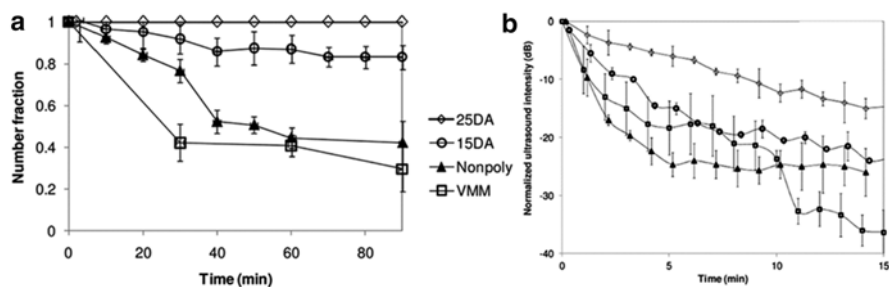 a
Number fraction
1
0.8
0.6
0.4
0.2
0
0 20 40 60 80
Time (min)
25DA
15DA
Nonpoly
VMM
b
Normalized ultrasound intensity (dB)
0
-10
-20
-30
-40
0 5 10 15
Time (min)